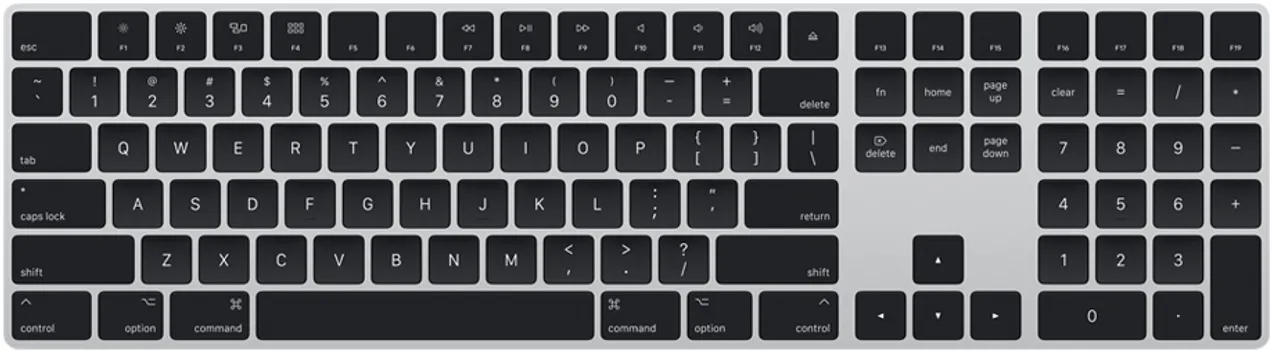 esc F1 F2 F3 F4 F5 F6 F7 F8 F9 F10 F11 F12 F13 F14 F15 F16 F17 F18 F19
~ ! @ # $ % ^ & * ( ) — +
` 1 2 3 4 5 6 7 8 9 0 - = delete fn home page up clear = / *
tab Q W E R T Y U I O P { [ } ] | \ delete end page down 7 8 9 −
caps lock A S D F G H J K L : ; " ' return 4 5 6 +
shift Z X C V B N M < , > . ? / shift 1 2 3
control option ⌥ command ⌘ ⌘ command ⌥ option control 0 . enter